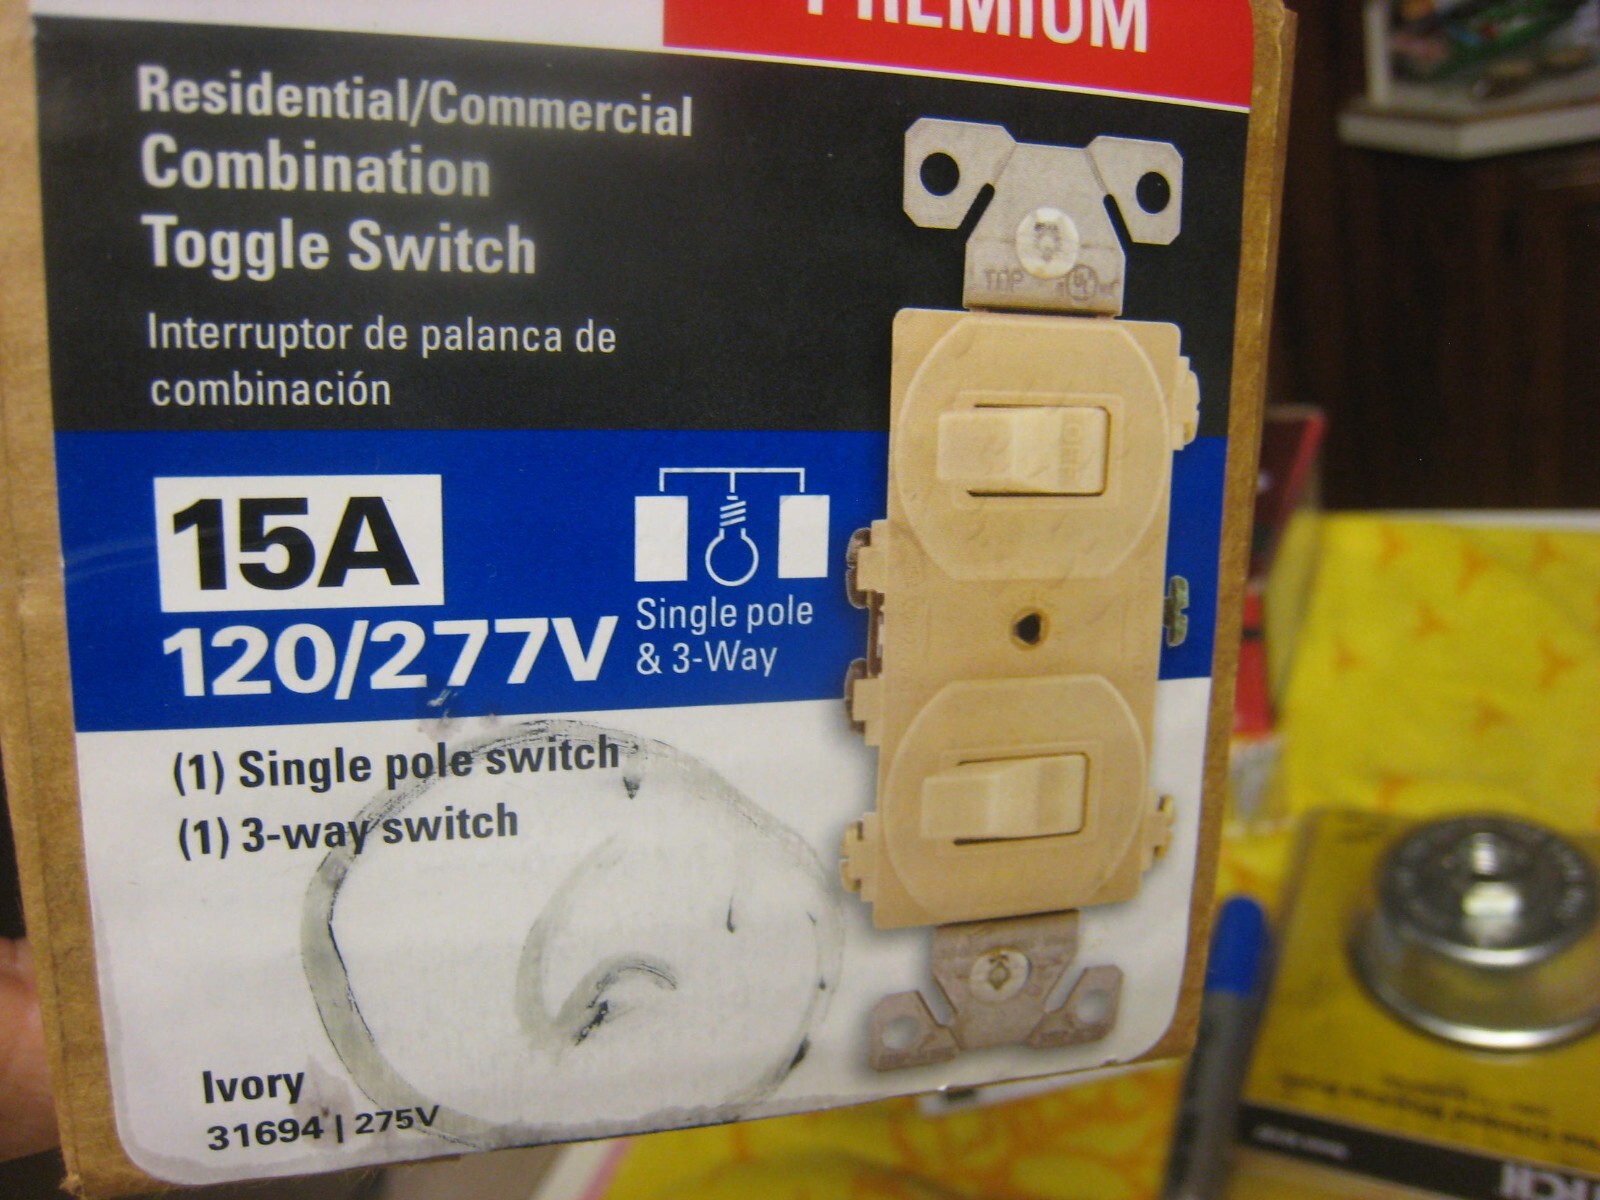 PREMIUM
Residential/Commercial
Combination
Toggle Switch
Interruptor de palanca de
combinación
15A
120/277V
Single pole
& 3-Way
(1) Single pole switch
(1) 3-way switch
Ivory
31694 | 275V
TOP